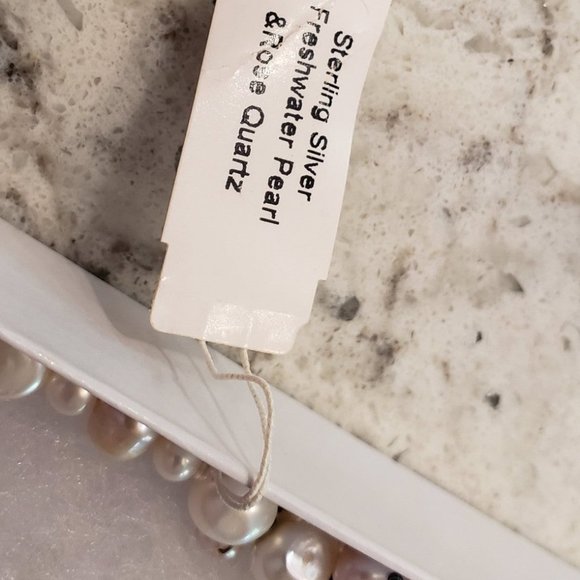 Sterling Silver
Freshwater Pearl
&Rose Quartz